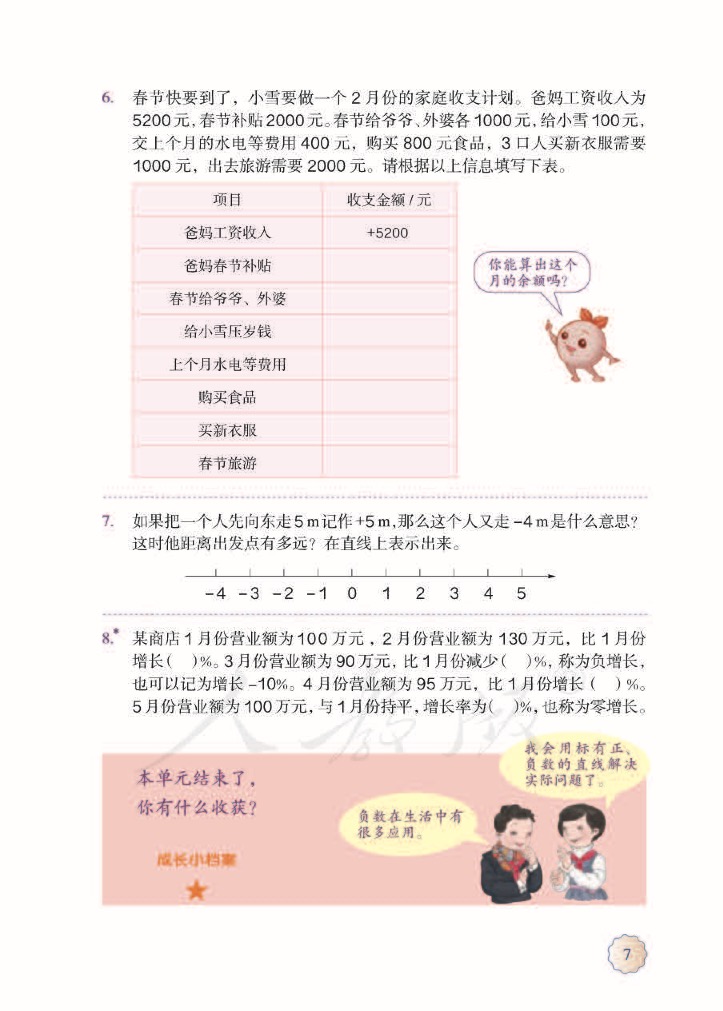 6. 春节快要到了，小雪要做一个 2 月份的家庭收支计划。爸妈工资收入为
5200 元，春节补贴 2000 元。春节给爷爷、外婆各 1000 元，给小雪 100 元，
交上个月的水电等费用 400 元，购买 800 元食品，3 口人买新衣服需要
1000 元，出去旅游需要 2000 元。请根据以上信息填写下表。
项目 收支金额 / 元
爸妈工资收入 +5200
爸妈春节补贴
春节给爷爷、外婆
给小雪压岁钱
上个月水电等费用
购买食品
买新衣服
春节旅游
你能算出这个
月的余额吗？
7. 如果把一个人先向东走 5 m 记作 +5 m，那么这个人又走 -4 m 是什么意思？
这时他距离出发点有多远？在直线上表示出来。
-4 -3 -2 -1 0 1 2 3 4 5
8.* 某商店 1 月份营业额为 100 万元，2 月份营业额为 130 万元，比 1 月份
增长（ ）%。3 月份营业额为 90 万元，比 1 月份减少（ ）%，称为负增长，
也可以记为增长 -10%。4 月份营业额为 95 万元，比 1 月份增长（ ）%。
5 月份营业额为 100 万元，与 1 月份持平，增长率为（ ）%，也称为零增长。
人教版
本单元结束了，
你有什么收获？
成长小档案
负数在生活中有
很多应用。
我会用标有正、
负数的直线解决
实际问题了。
7